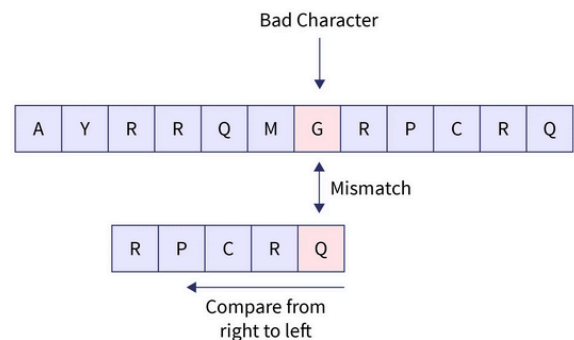 Bad Character
A Y R R Q M G R P C R Q
Mismatch
R P C R Q
Compare from
right to left